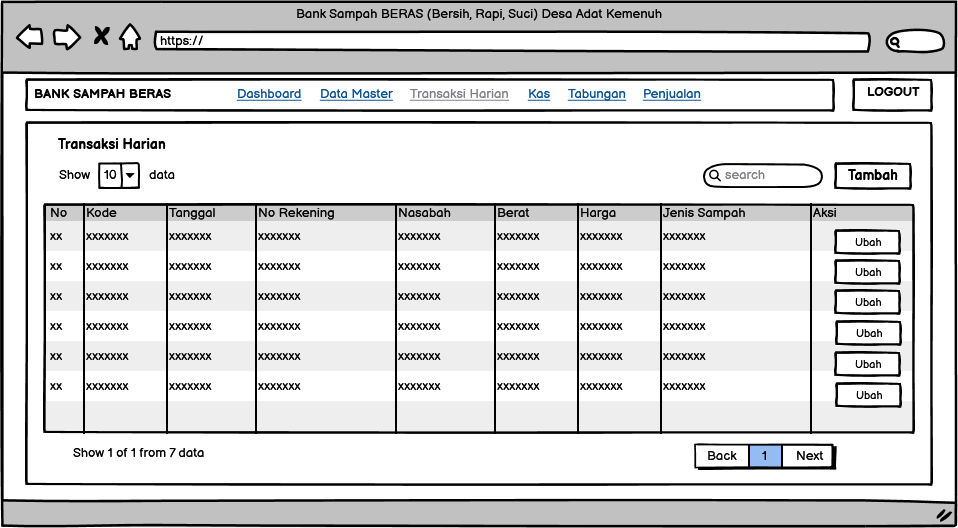 Bank Sampah BERAS (Bersih, Rapi, Suci) Desa Adat Kemenuh
https://
BANK SAMPAH BERAS Dashboard Data Master Transaksi Harian Kas Tabungan Penjualan LOGOUT
Transaksi Harian
Show 10 data search Tambah
No Kode Tanggal No Rekening Nasabah Berat Harga Jenis Sampah Aksi
xx xxxxxxx xxxxxxx xxxxxxx xxxxxxx xxxxxxx xxxxxxx xxxxxxx Ubah
xx xxxxxxx xxxxxxx xxxxxxx xxxxxxx xxxxxxx xxxxxxx xxxxxxx Ubah
xx xxxxxxx xxxxxxx xxxxxxx xxxxxxx xxxxxxx xxxxxxx xxxxxxx Ubah
xx xxxxxxx xxxxxxx xxxxxxx xxxxxxx xxxxxxx xxxxxxx xxxxxxx Ubah
xx xxxxxxx xxxxxxx xxxxxxx xxxxxxx xxxxxxx xxxxxxx xxxxxxx Ubah
xx xxxxxxx xxxxxxx xxxxxxx xxxxxxx xxxxxxx xxxxxxx xxxxxxx Ubah
Show 1 of 1 from 7 data Back 1 Next